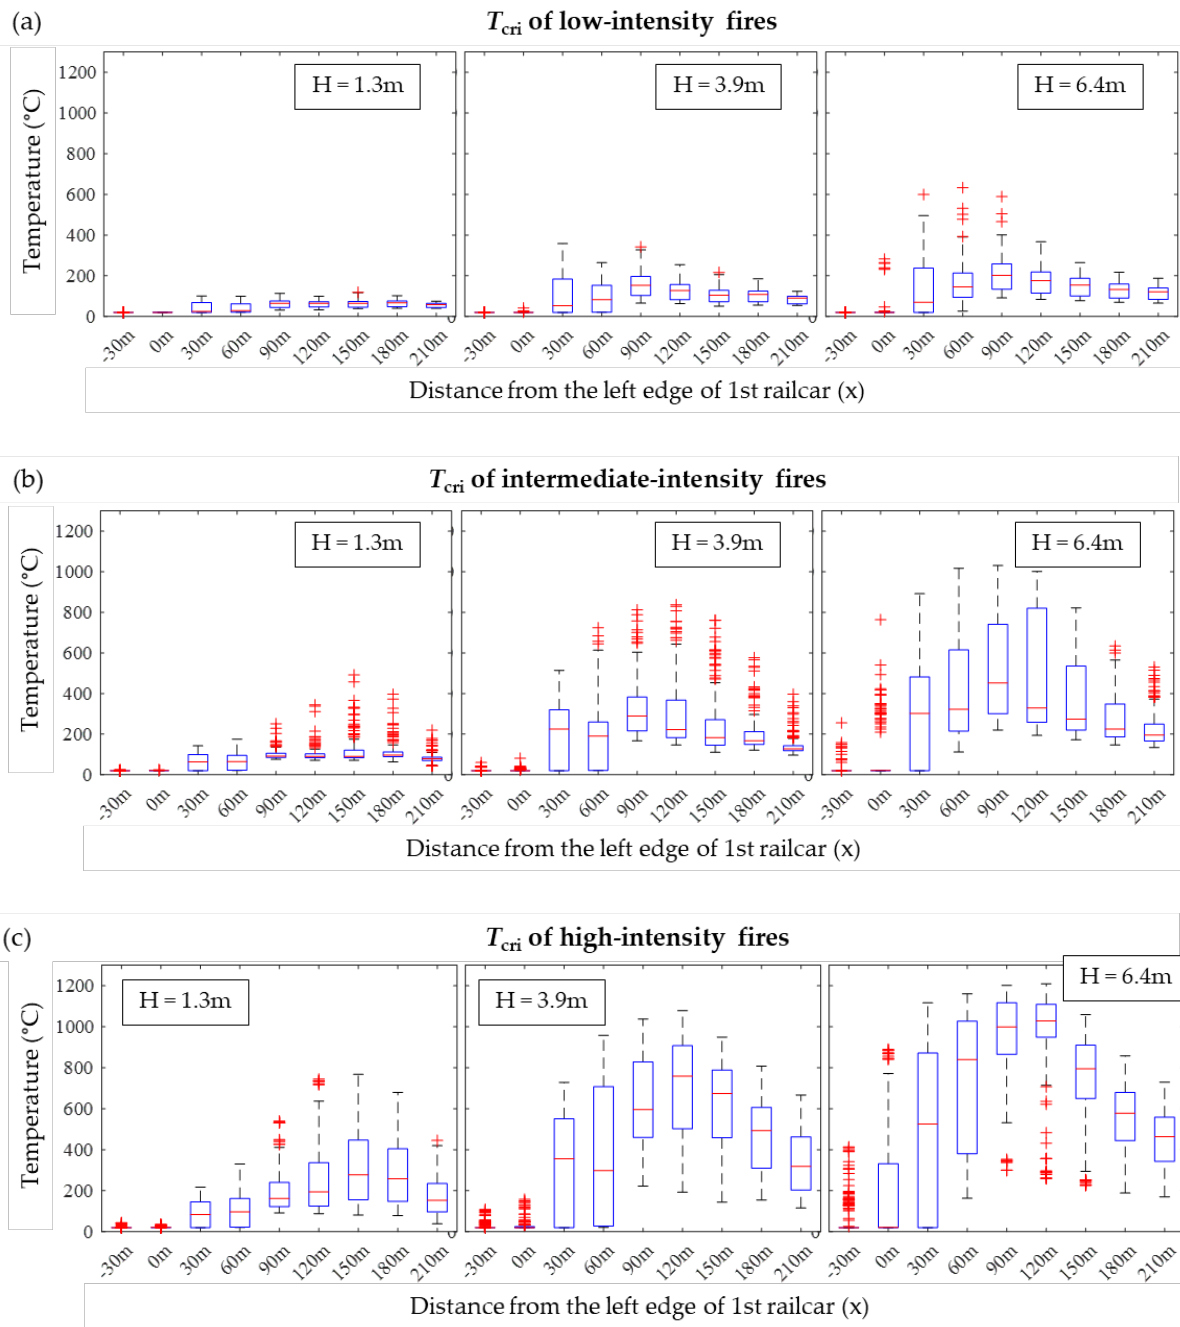 (a) T_cri of low-intensity fires
Temperature (°C)
1200
1000
800
600
400
200
0
H = 1.3m
H = 3.9m
H = 6.4m
-30m 0m 30m 60m 90m 120m 150m 180m 210m
-30m 0m 30m 60m 90m 120m 150m 180m 210m
-30m 0m 30m 60m 90m 120m 150m 180m 210m
Distance from the left edge of 1st railcar (x)
(b) T_cri of intermediate-intensity fires
Temperature (°C)
1200
1000
800
600
400
200
0
H = 1.3m
H = 3.9m
H = 6.4m
-30m 0m 30m 60m 90m 120m 150m 180m 210m
-30m 0m 30m 60m 90m 120m 150m 180m 210m
-30m 0m 30m 60m 90m 120m 150m 180m 210m
Distance from the left edge of 1st railcar (x)
(c) T_cri of high-intensity fires
Temperature (°C)
1200
1000
800
600
400
200
0
H = 1.3m
H = 3.9m
H = 6.4m
-30m 0m 30m 60m 90m 120m 150m 180m 210m
-30m 0m 30m 60m 90m 120m 150m 180m 210m
-30m 0m 30m 60m 90m 120m 150m 180m 210m
Distance from the left edge of 1st railcar (x)